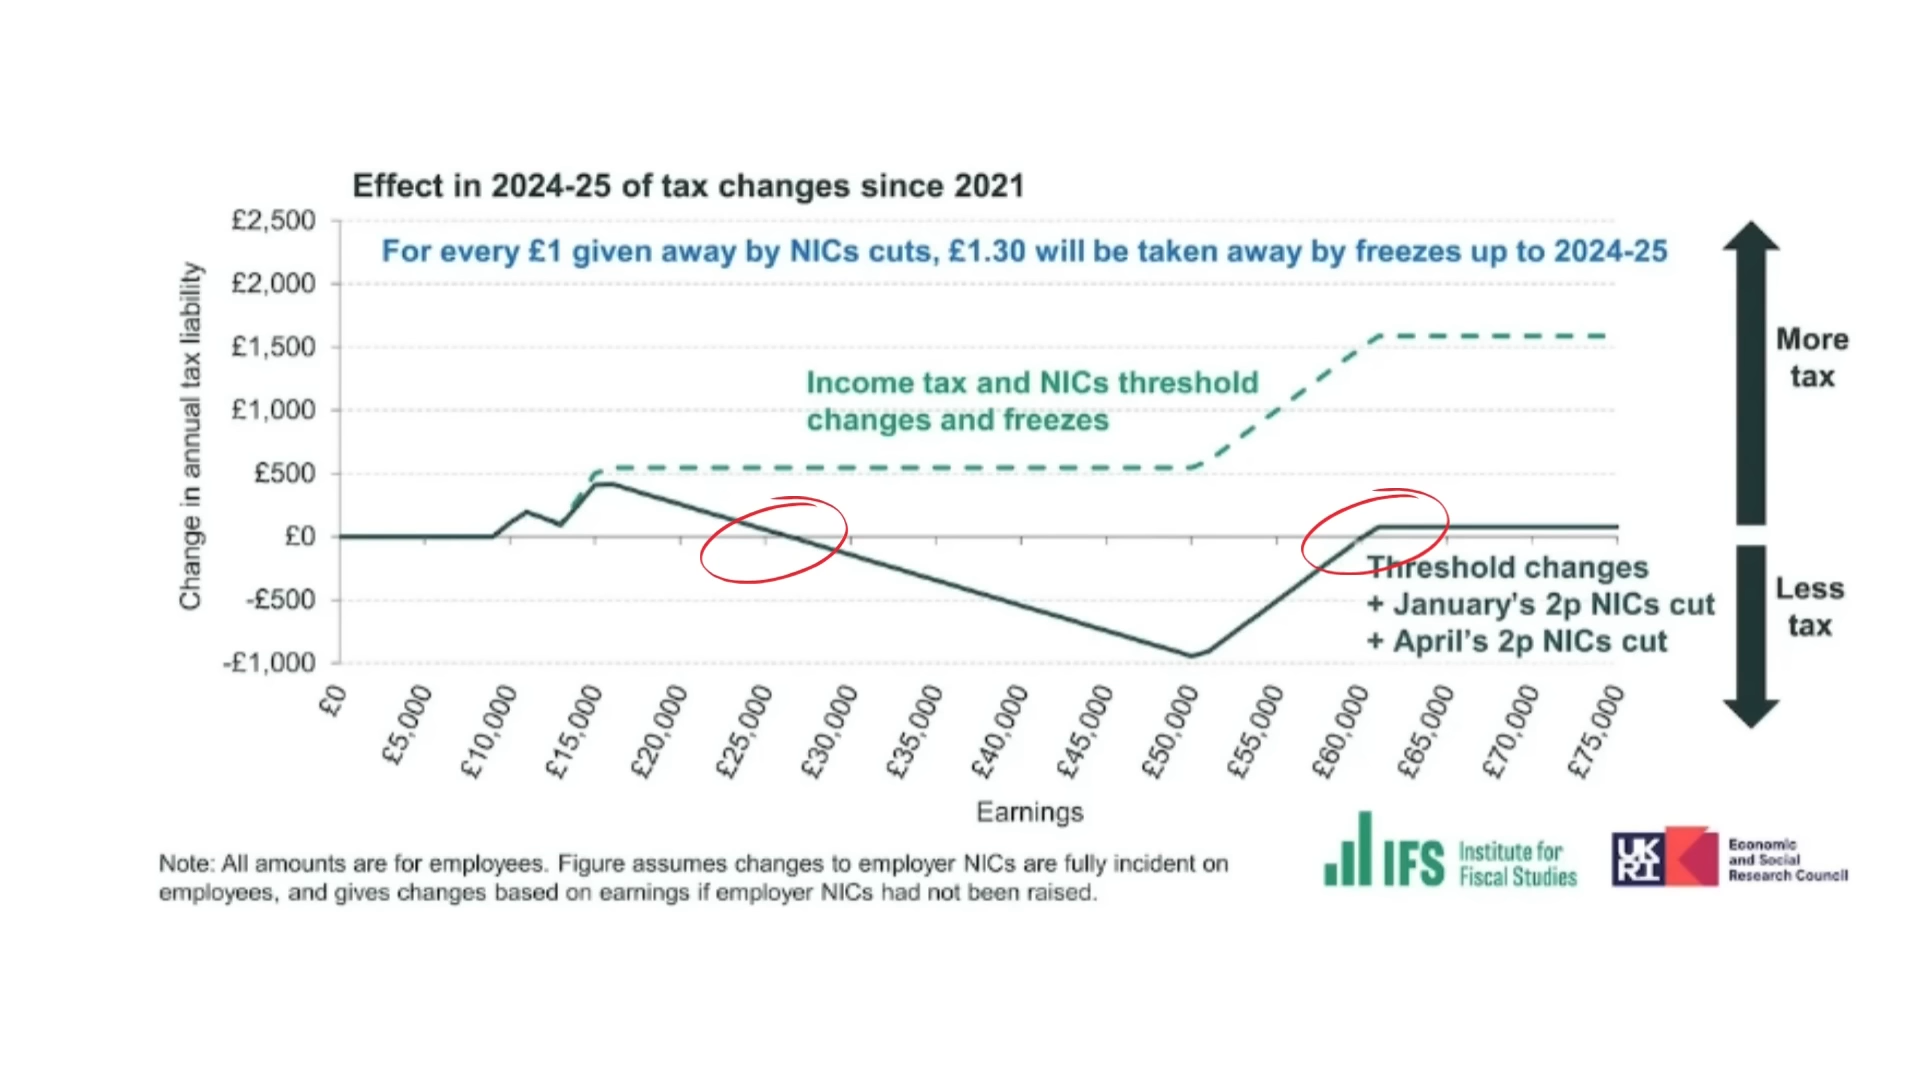 Effect in 2024-25 of tax changes since 2021
£2,500
For every £1 given away by NICs cuts, £1.30 will be taken away by freezes up to 2024-25
£2,000
£1,500
£1,000
£500
£0
-£500
-£1,000
Change in annual tax liability
Income tax and NICs threshold
changes and freezes
Threshold changes
+ January's 2p NICs cut
+ April's 2p NICs cut
More
tax
Less
tax
£0
£5,000
£10,000
£15,000
£20,000
£25,000
£30,000
£35,000
£40,000
£45,000
£50,000
£55,000
£60,000
£65,000
£70,000
£75,000
Earnings
Note: All amounts are for employees. Figure assumes changes to employer NICs are fully incident on
employees, and gives changes based on earnings if employer NICs had not been raised.
IFS
Institute for
Fiscal Studies
UK
RI
Economic
and Social
Research Council